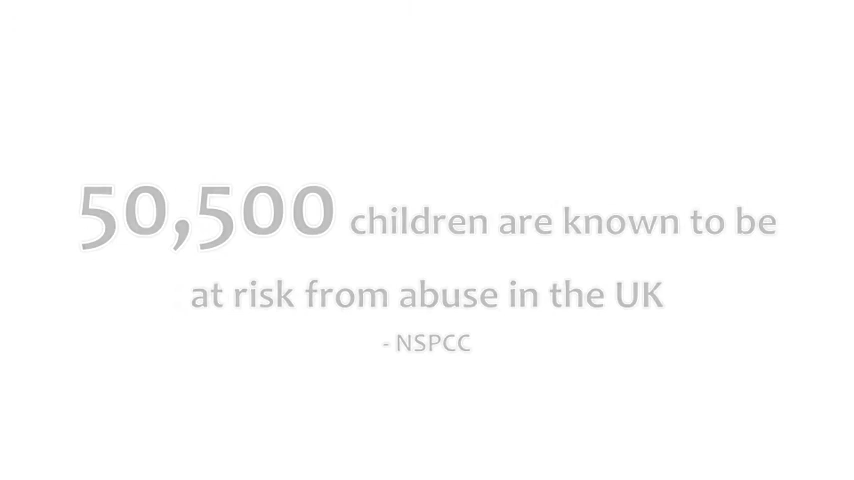 50,500 children are known to be
at risk from abuse in the UK
- NSPCC